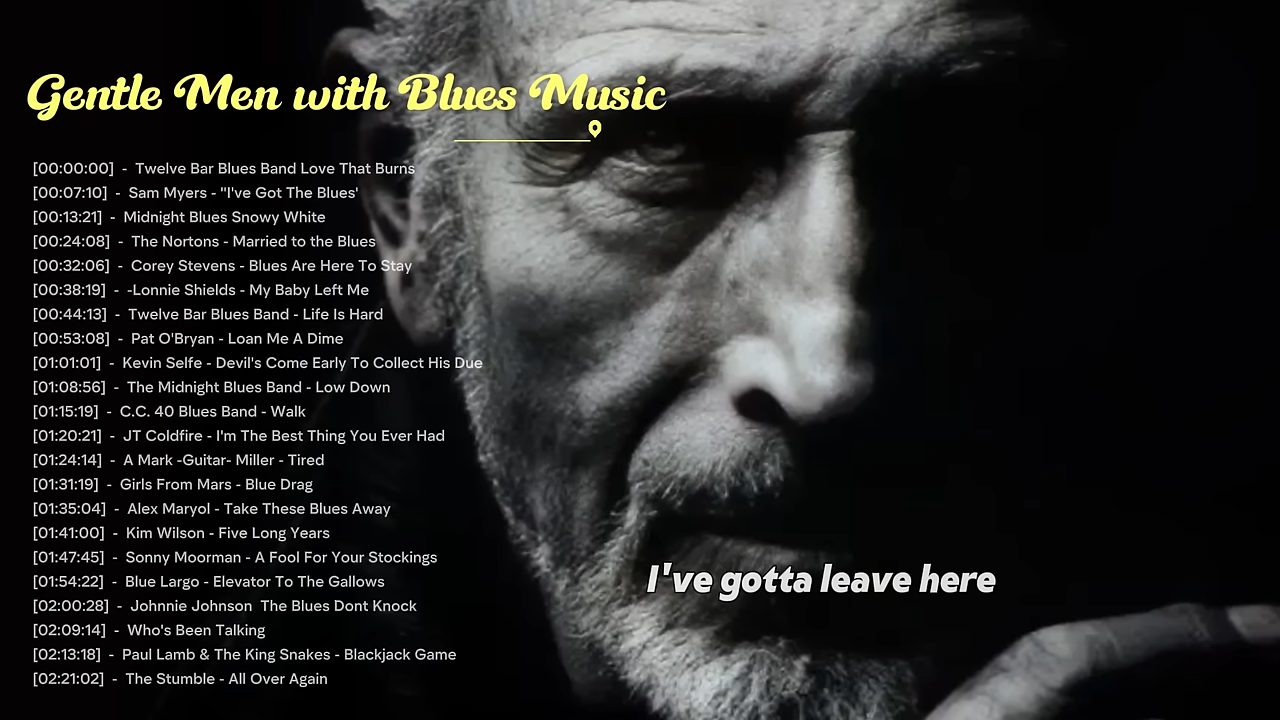 Gentle Men with Blues Music
[00:00:00] - Twelve Bar Blues Band Love That Burns
[00:07:10] - Sam Myers - "I've Got The Blues'
[00:13:21] - Midnight Blues Snowy White
[00:24:08] - The Nortons - Married to the Blues
[00:32:06] - Corey Stevens - Blues Are Here To Stay
[00:38:19] - -Lonnie Shields - My Baby Left Me
[00:44:13] - Twelve Bar Blues Band - Life Is Hard
[00:53:08] - Pat O'Bryan - Loan Me A Dime
[01:01:01] - Kevin Selfe - Devil's Come Early To Collect His Due
[01:08:56] - The Midnight Blues Band - Low Down
[01:15:19] - C.C. 40 Blues Band - Walk
[01:20:21] - JT Coldfire - I'm The Best Thing You Ever Had
[01:24:14] - A Mark -Guitar- Miller - Tired
[01:31:19] - Girls From Mars - Blue Drag
[01:35:04] - Alex Maryol - Take These Blues Away
[01:41:00] - Kim Wilson - Five Long Years
[01:47:45] - Sonny Moorman - A Fool For Your Stockings
[01:54:22] - Blue Largo - Elevator To The Gallows
[02:00:28] - Johnnie Johnson  The Blues Dont Knock
[02:09:14] - Who's Been Talking
[02:13:18] - Paul Lamb & The King Snakes - Blackjack Game
[02:21:02] - The Stumble - All Over Again
I've gotta leave here